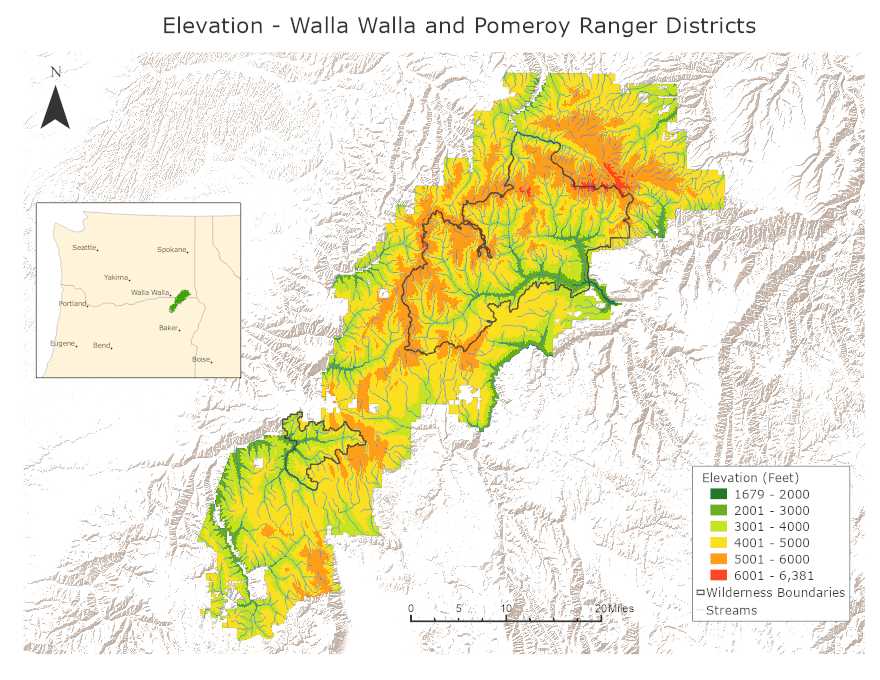 Elevation - Walla Walla and Pomeroy Ranger Districts
N
Seattle
Spokane
Yakima
Walla Walla
Portland
Baker
Eugene
Bend
Boise
Elevation (Feet)
1679 - 2000
2001 - 3000
3001 - 4000
4001 - 5000
5001 - 6000
6001 - 6,381
Wilderness Boundaries
Streams
0 5 10 20 Miles